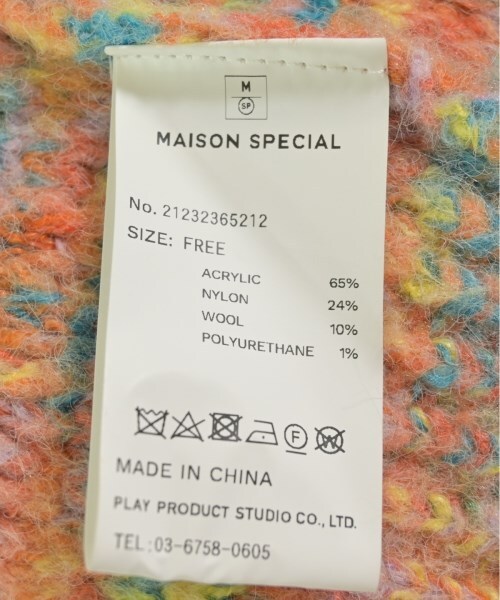 M
SP
MAISON SPECIAL
No. 21232365212
SIZE: FREE
ACRYLIC 65%
NYLON 24%
WOOL 10%
POLYURETHANE 1%
F W
MADE IN CHINA
PLAY PRODUCT STUDIO CO., LTD.
TEL:03-6758-0605